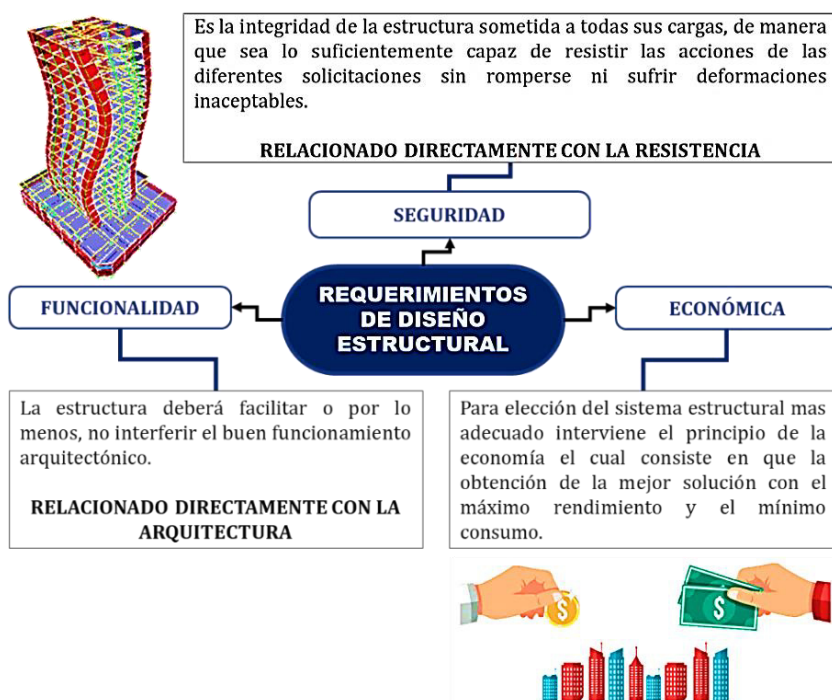 Es la integridad de la estructura sometida a todas sus cargas, de manera
que sea lo suficientemente capaz de resistir las acciones de las
diferentes solicitaciones sin romperse ni sufrir deformaciones
inaceptables.
RELACIONADO DIRECTAMENTE CON LA RESISTENCIA
SEGURIDAD
FUNCIONALIDAD
REQUERIMIENTOS
DE DISEÑO
ESTRUCTURAL
ECONÓMICA
La estructura deberá facilitar o por lo
menos, no interferir el buen funcionamiento
arquitectónico.
RELACIONADO DIRECTAMENTE CON LA
ARQUITECTURA
Para elección del sistema estructural mas
adecuado interviene el principio de la
economía el cual consiste en que la
obtención de la mejor solución con el
máximo rendimiento y el mínimo
consumo.
$
$